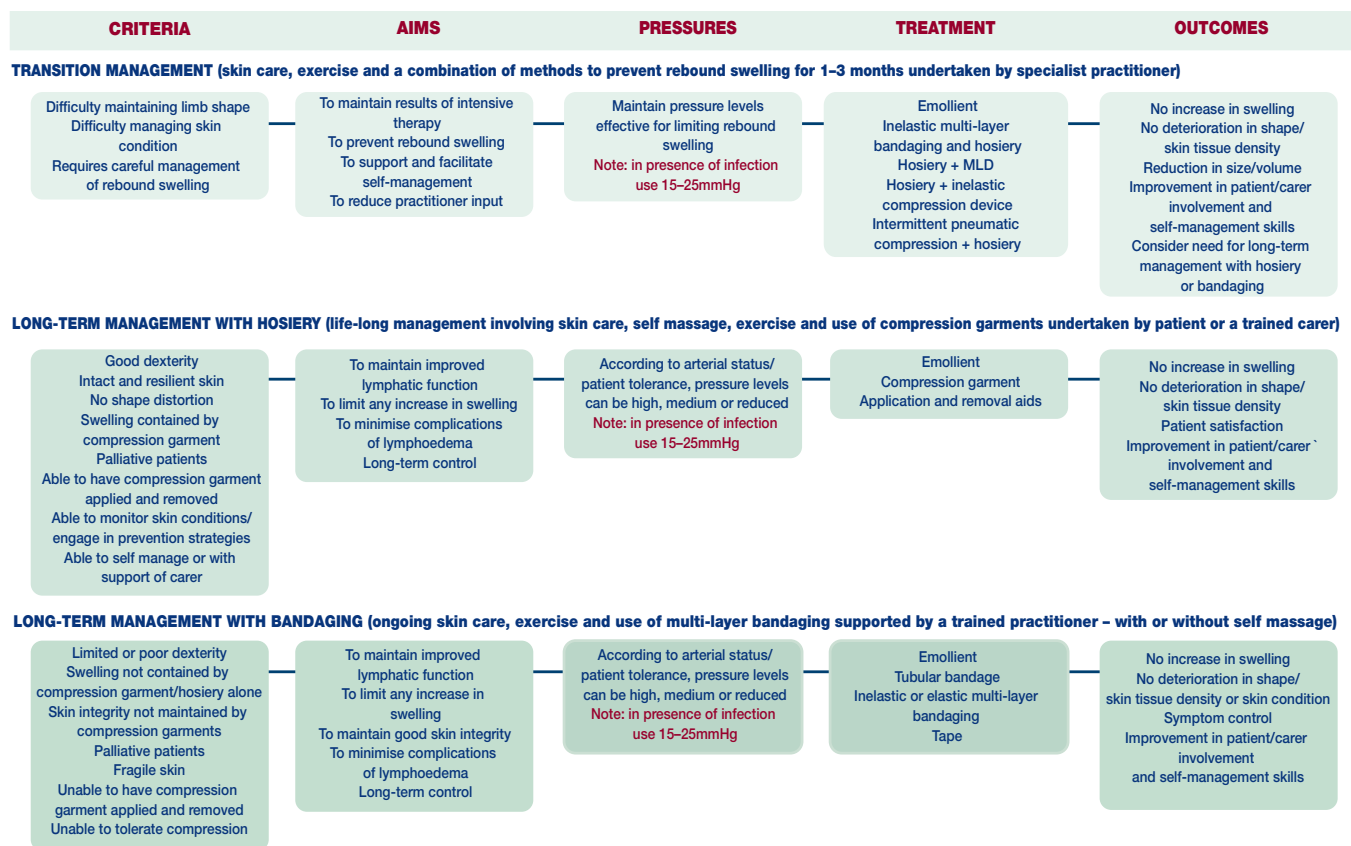 CRITERIA
AIMS
PRESSURES
TREATMENT
OUTCOMES
TRANSITION MANAGEMENT (skin care, exercise and a combination of methods to prevent rebound swelling for 1–3 months undertaken by specialist practitioner)
Difficulty maintaining limb shape
Difficulty managing skin
condition
Requires careful management
of rebound swelling
To maintain results of intensive
therapy
To prevent rebound swelling
To support and facilitate
self-management
To reduce practitioner input
Maintain pressure levels
effective for limiting rebound
swelling
Note: in presence of infection
use 15–25mmHg
Emollient
Inelastic multi-layer
bandaging and hosiery
Hosiery + MLD
Hosiery + inelastic
compression device
Intermittent pneumatic
compression + hosiery
No increase in swelling
No deterioration in shape/
skin tissue density
Reduction in size/volume
Improvement in patient/carer
involvement and
self-management skills
Consider need for long-term
management with hosiery
or bandaging
LONG-TERM MANAGEMENT WITH HOSIERY (life-long management involving skin care, self massage, exercise and use of compression garments undertaken by patient or a trained carer)
Good dexterity
Intact and resilient skin
No shape distortion
Swelling contained by
compression garment
Palliative patients
Able to have compression garment
applied and removed
Able to monitor skin conditions/
engage in prevention strategies
Able to self manage or with
support of carer
To maintain improved
lymphatic function
To limit any increase in swelling
To minimise complications
of lymphoedema
Long-term control
According to arterial status/
patient tolerance, pressure levels
can be high, medium or reduced
Note: in presence of infection
use 15–25mmHg
Emollient
Compression garment
Application and removal aids
No increase in swelling
No deterioration in shape/
skin tissue density
Patient satisfaction
Improvement in patient/carer `
involvement and
self-management skills
LONG-TERM MANAGEMENT WITH BANDAGING (ongoing skin care, exercise and use of multi-layer bandaging supported by a trained practitioner – with or without self massage)
Limited or poor dexterity
Swelling not contained by
compression garment/hosiery alone
Skin integrity not maintained by
compression garments
Palliative patients
Fragile skin
Unable to have compression
garment applied and removed
Unable to tolerate compression
To maintain improved
lymphatic function
To limit any increase in
swelling
To maintain good skin integrity
To minimise complications
of lymphoedema
Long-term control
According to arterial status/
patient tolerance, pressure levels
can be high, medium or reduced
Note: in presence of infection
use 15–25mmHg
Emollient
Tubular bandage
Inelastic or elastic multi-layer
bandaging
Tape
No increase in swelling
No deterioration in shape/
skin tissue density or skin condition
Symptom control
Improvement in patient/carer
involvement
and self-management skills